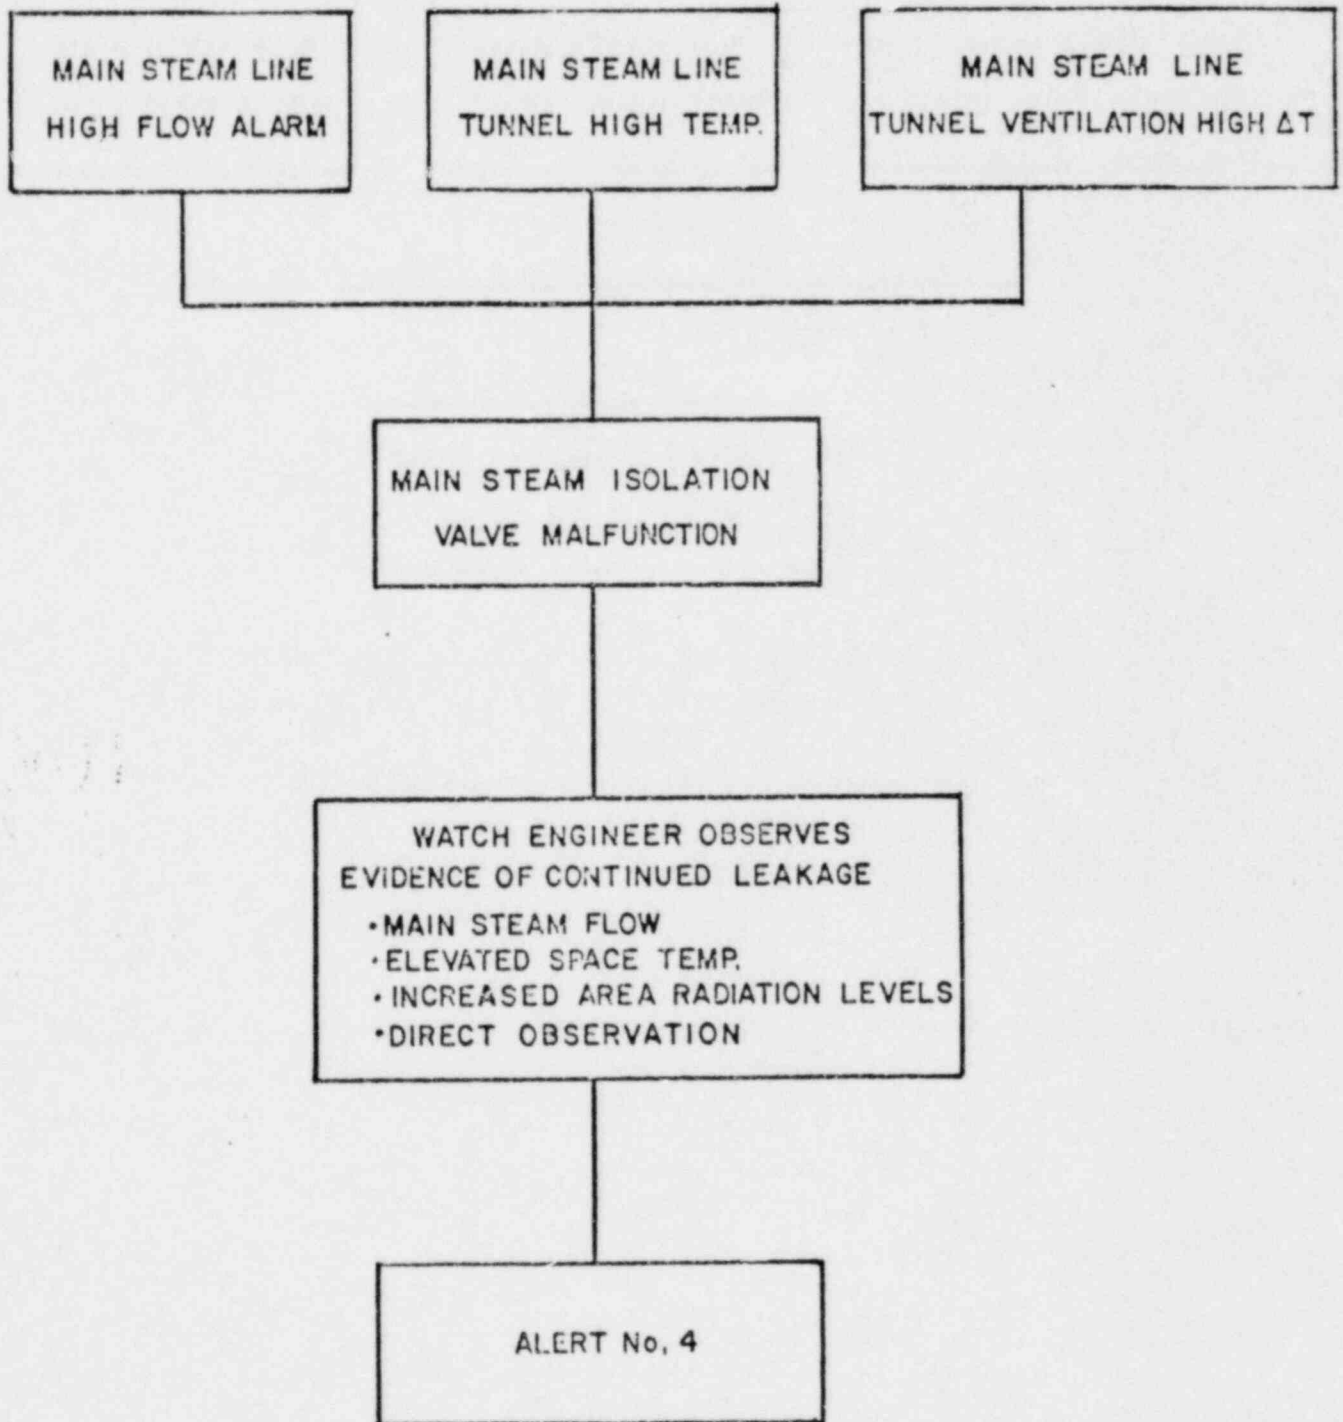 MAIN STEAM LINE
HIGH FLOW ALARM
MAIN STEAM LINE
TUNNEL HIGH TEMP.
MAIN STEAM LINE
TUNNEL VENTILATION HIGH ΔT
MAIN STEAM ISOLATION
VALVE MALFUNCTION
WATCH ENGINEER OBSERVES
EVIDENCE OF CONTINUED LEAKAGE
•MAIN STEAM FLOW
•ELEVATED SPACE TEMP.
•INCREASED AREA RADIATION LEVELS
•DIRECT OBSERVATION
ALERT No. 4